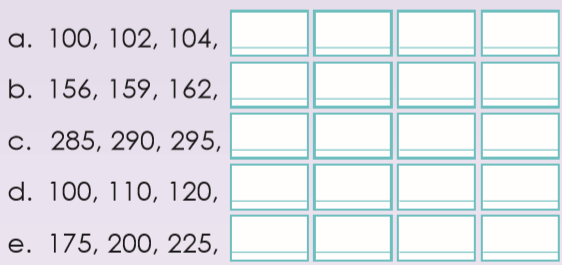 a. 100, 102, 104,
b. 156, 159, 162,
c. 285, 290, 295,
d. 100, 110, 120,
e. 175, 200, 225,